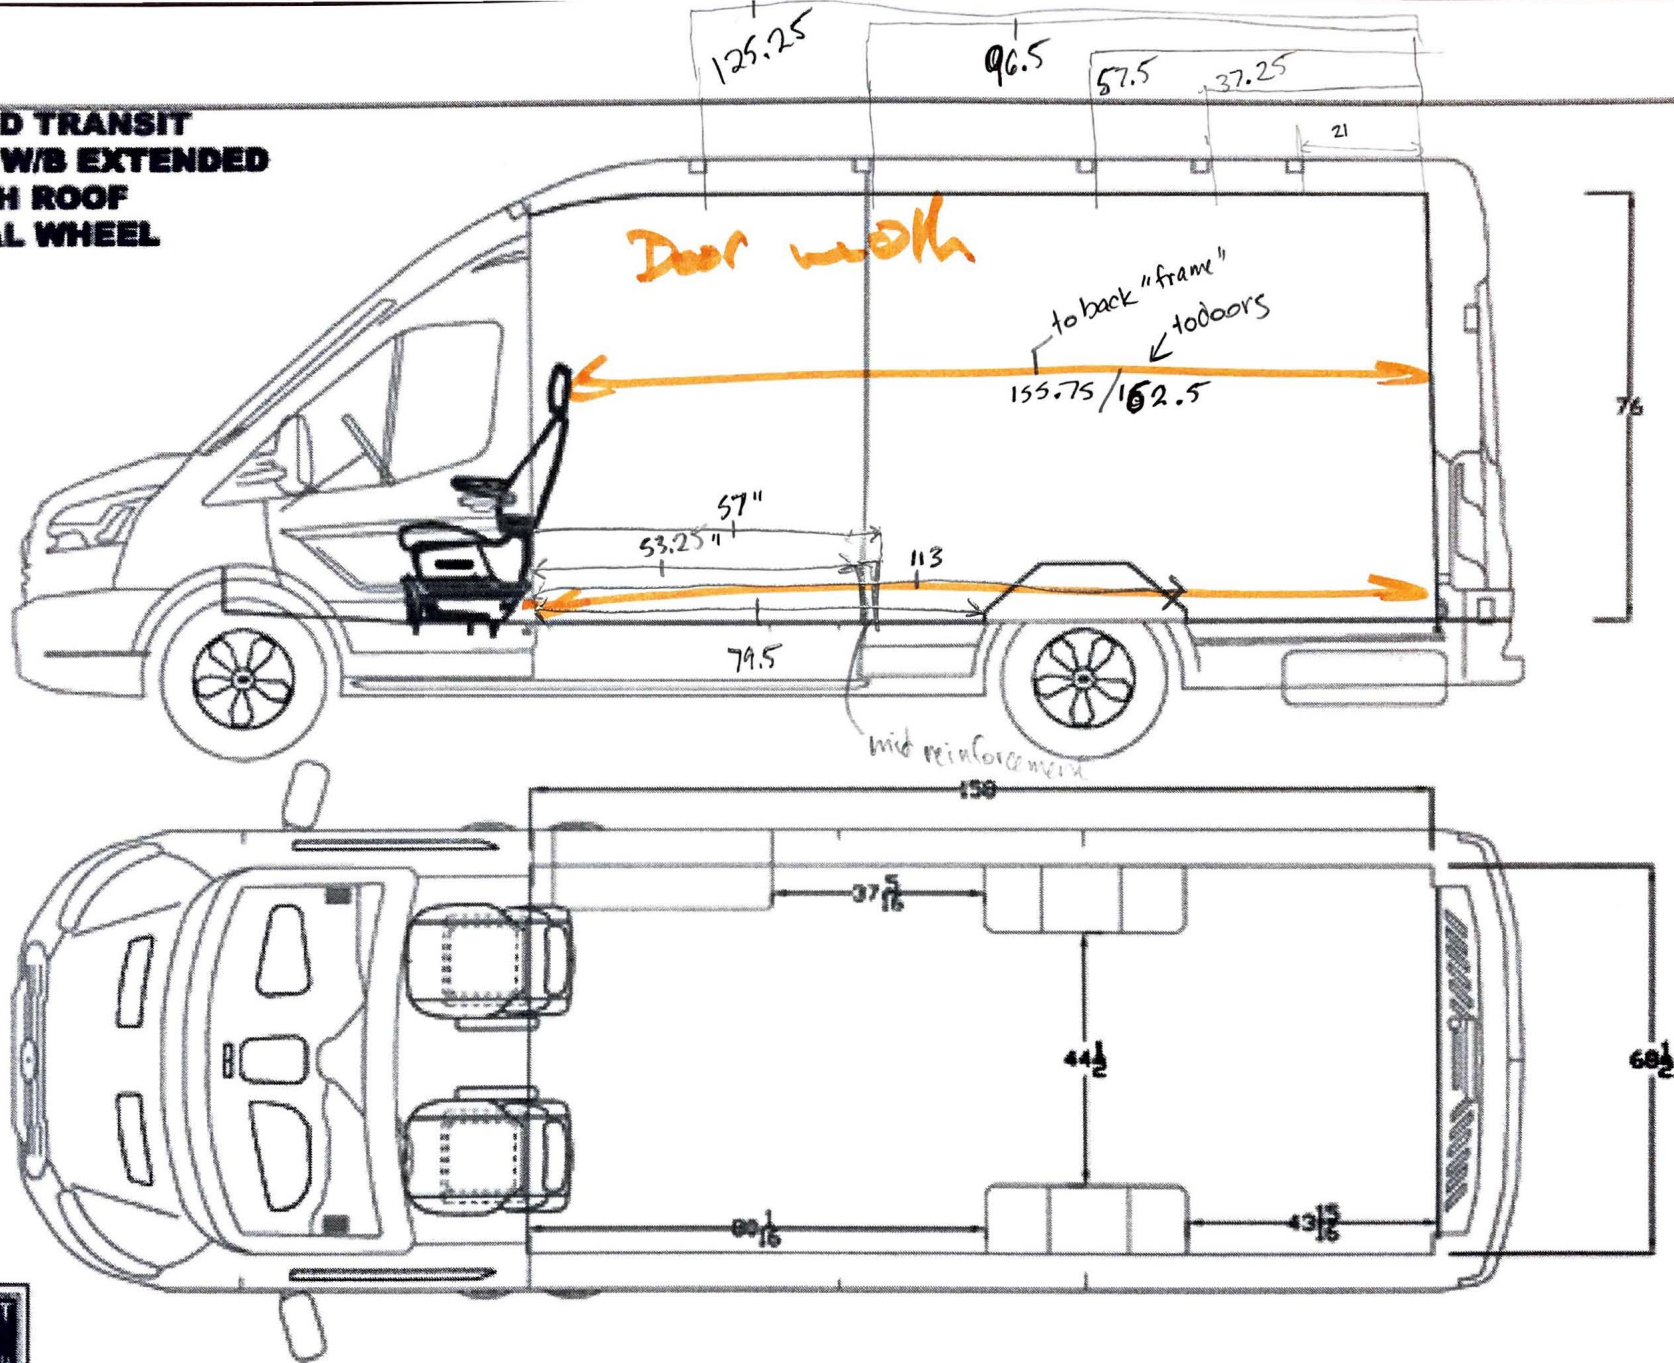 125.25
96.5
57.5
37.25
21
D TRANSIT
W/B EXTENDED
H ROOF
L WHEEL
Door width
to back "frame"
to doors
155.75/162.5
76
57"
53.25"
113
79.5
mid reinforcement
158
37 5/16
44 1/2
68 1/2
80 1/16
43 15/16
T